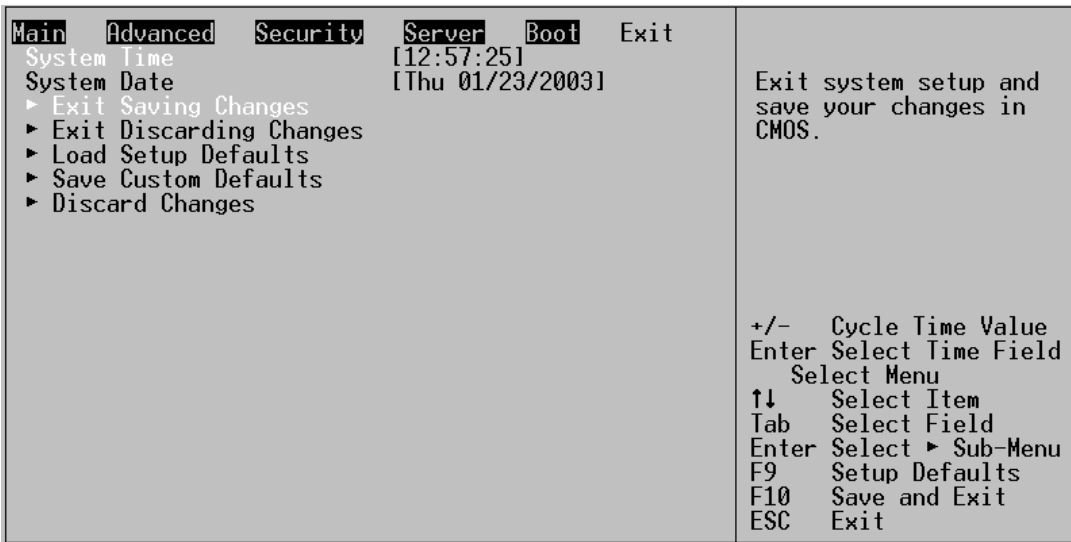 Main Advanced Security Server Boot Exit
System Time [12:57:25]
System Date [Thu 01/23/2003]
► Exit Saving Changes
► Exit Discarding Changes
► Load Setup Defaults
► Save Custom Defaults
► Discard Changes
Exit system setup and
save your changes in
CMOS.
+/- Cycle Time Value
Enter Select Time Field
Select Menu
↑↓ Select Item
Tab Select Field
Enter Select ► Sub-Menu
F9 Setup Defaults
F10 Save and Exit
ESC Exit